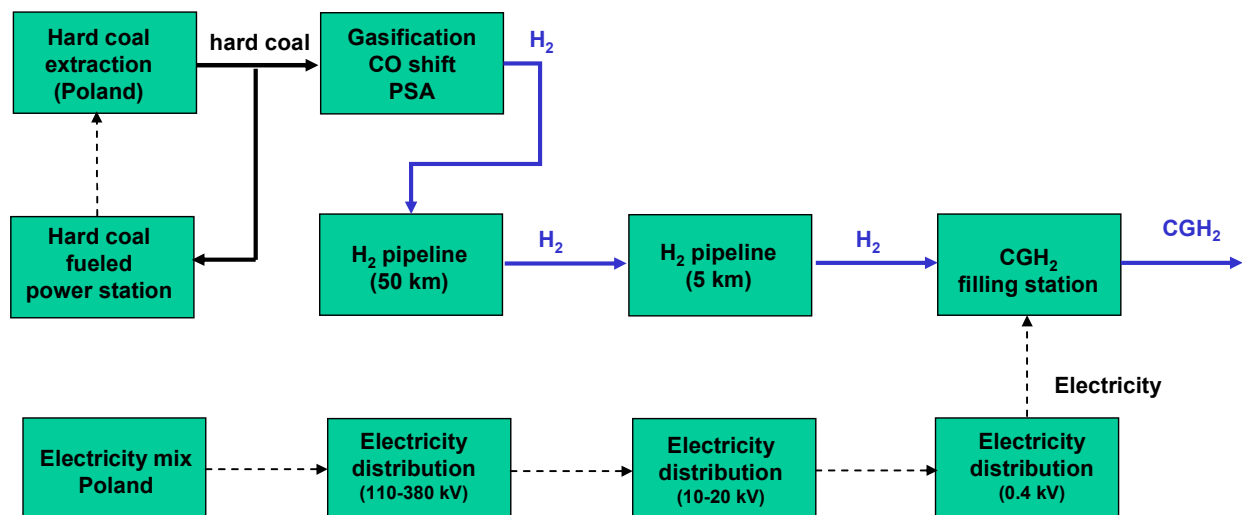 Hard coal
extraction
(Poland)
hard coal
Gasification
CO shift
PSA
H₂
Hard coal
fueled
power station
H₂ pipeline
(50 km)
H₂
H₂ pipeline
(5 km)
H₂
CGH₂
filling station
CGH₂
Electricity
Electricity mix
Poland
Electricity
distribution
(110-380 kV)
Electricity
distribution
(10-20 kV)
Electricity
distribution
(0.4 kV)